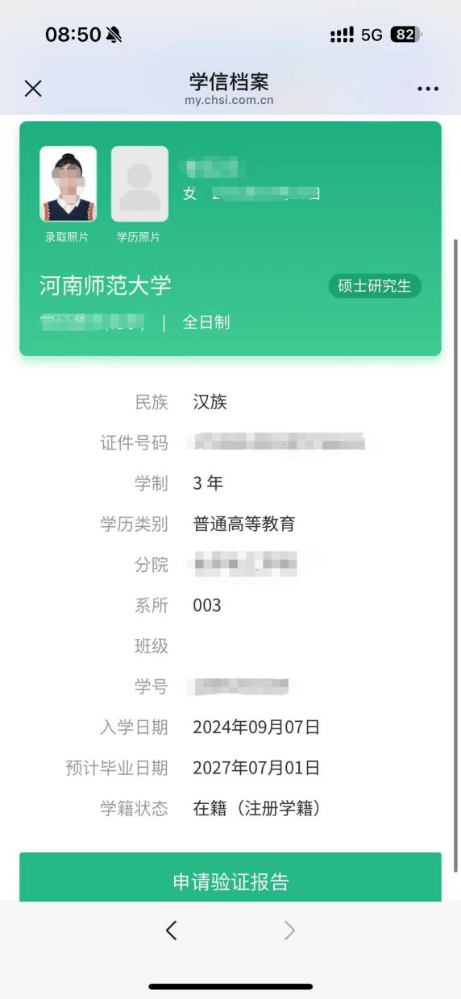 08:50
5G 82
学信档案
my.chsi.com.cn
女 日
录取照片 学历照片
河南师范大学 硕士研究生
| 全日制
民族 汉族
证件号码
学制 3 年
学历类别 普通高等教育
分院
系所 003
班级
学号
入学日期 2024年09月07日
预计毕业日期 2027年07月01日
学籍状态 在籍（注册学籍）
申请验证报告